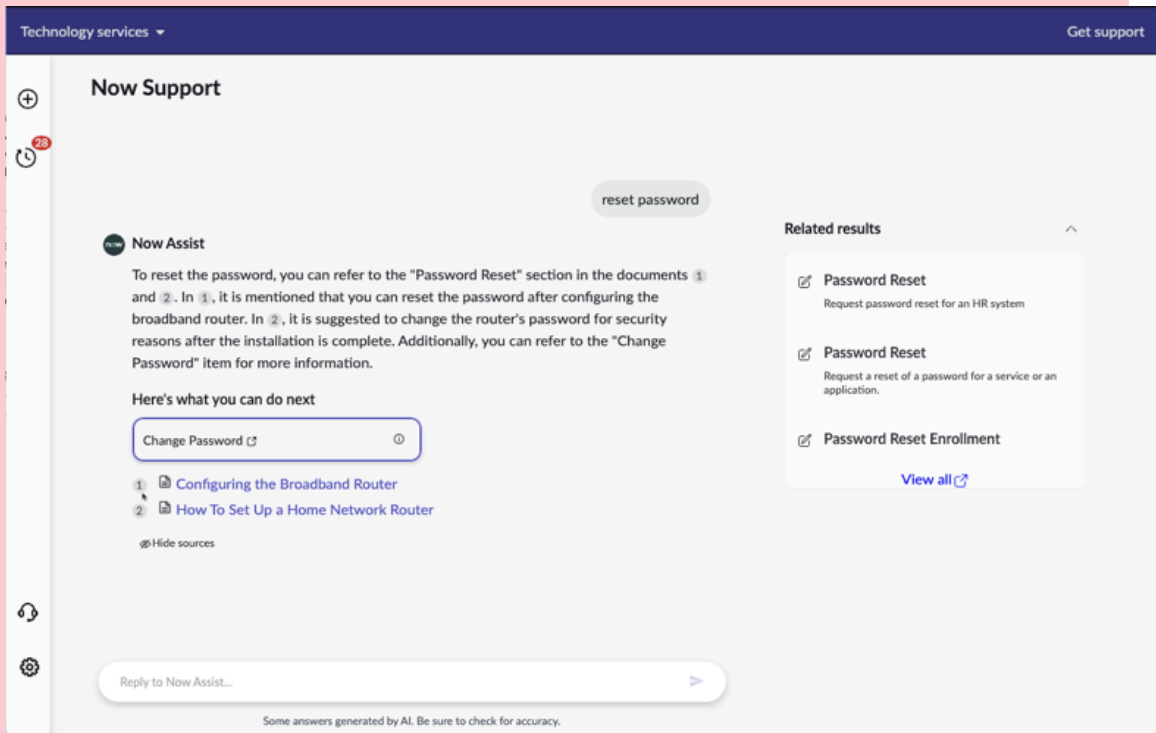 Technology services
Get support
Now Support
28
reset password
now Now Assist
To reset the password, you can refer to the "Password Reset" section in the documents 1
and 2. In 1, it is mentioned that you can reset the password after configuring the
broadband router. In 2, it is suggested to change the router's password for security
reasons after the installation is complete. Additionally, you can refer to the "Change
Password" item for more information.
Here's what you can do next
Change Password
1 Configuring the Broadband Router
2 How To Set Up a Home Network Router
Hide sources
Related results
Password Reset
Request password reset for an HR system
Password Reset
Request a reset of a password for a service or an
application.
Password Reset Enrollment
View all
Reply to Now Assist...
Some answers generated by AI. Be sure to check for accuracy.